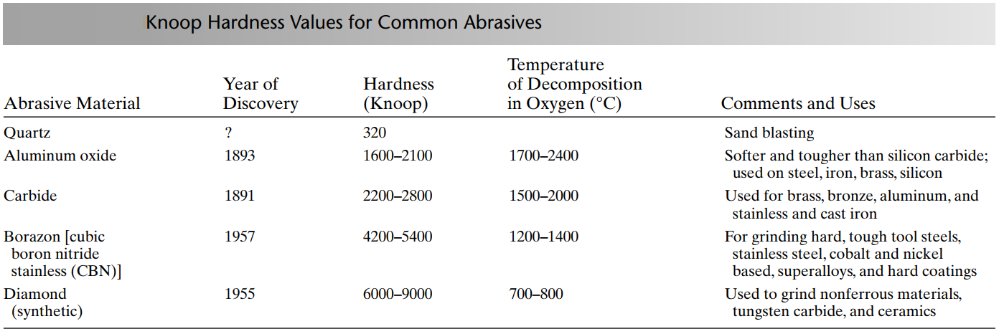 Knoop Hardness Values for Common Abrasives
Abrasive Material Year of Discovery Hardness (Knoop) Temperature of Decomposition in Oxygen (°C) Comments and Uses
Quartz ? 320 Sand blasting
Aluminum oxide 1893 1600–2100 1700–2400 Softer and tougher than silicon carbide;
used on steel, iron, brass, silicon
Carbide 1891 2200–2800 1500–2000 Used for brass, bronze, aluminum, and
stainless and cast iron
Borazon [cubic 1957 4200–5400 1200–1400 For grinding hard, tough tool steels,
boron nitride stainless steel, cobalt and nickel
stainless (CBN)] based, superalloys, and hard coatings
Diamond 1955 6000–9000 700–800 Used to grind nonferrous materials,
(synthetic) tungsten carbide, and ceramics